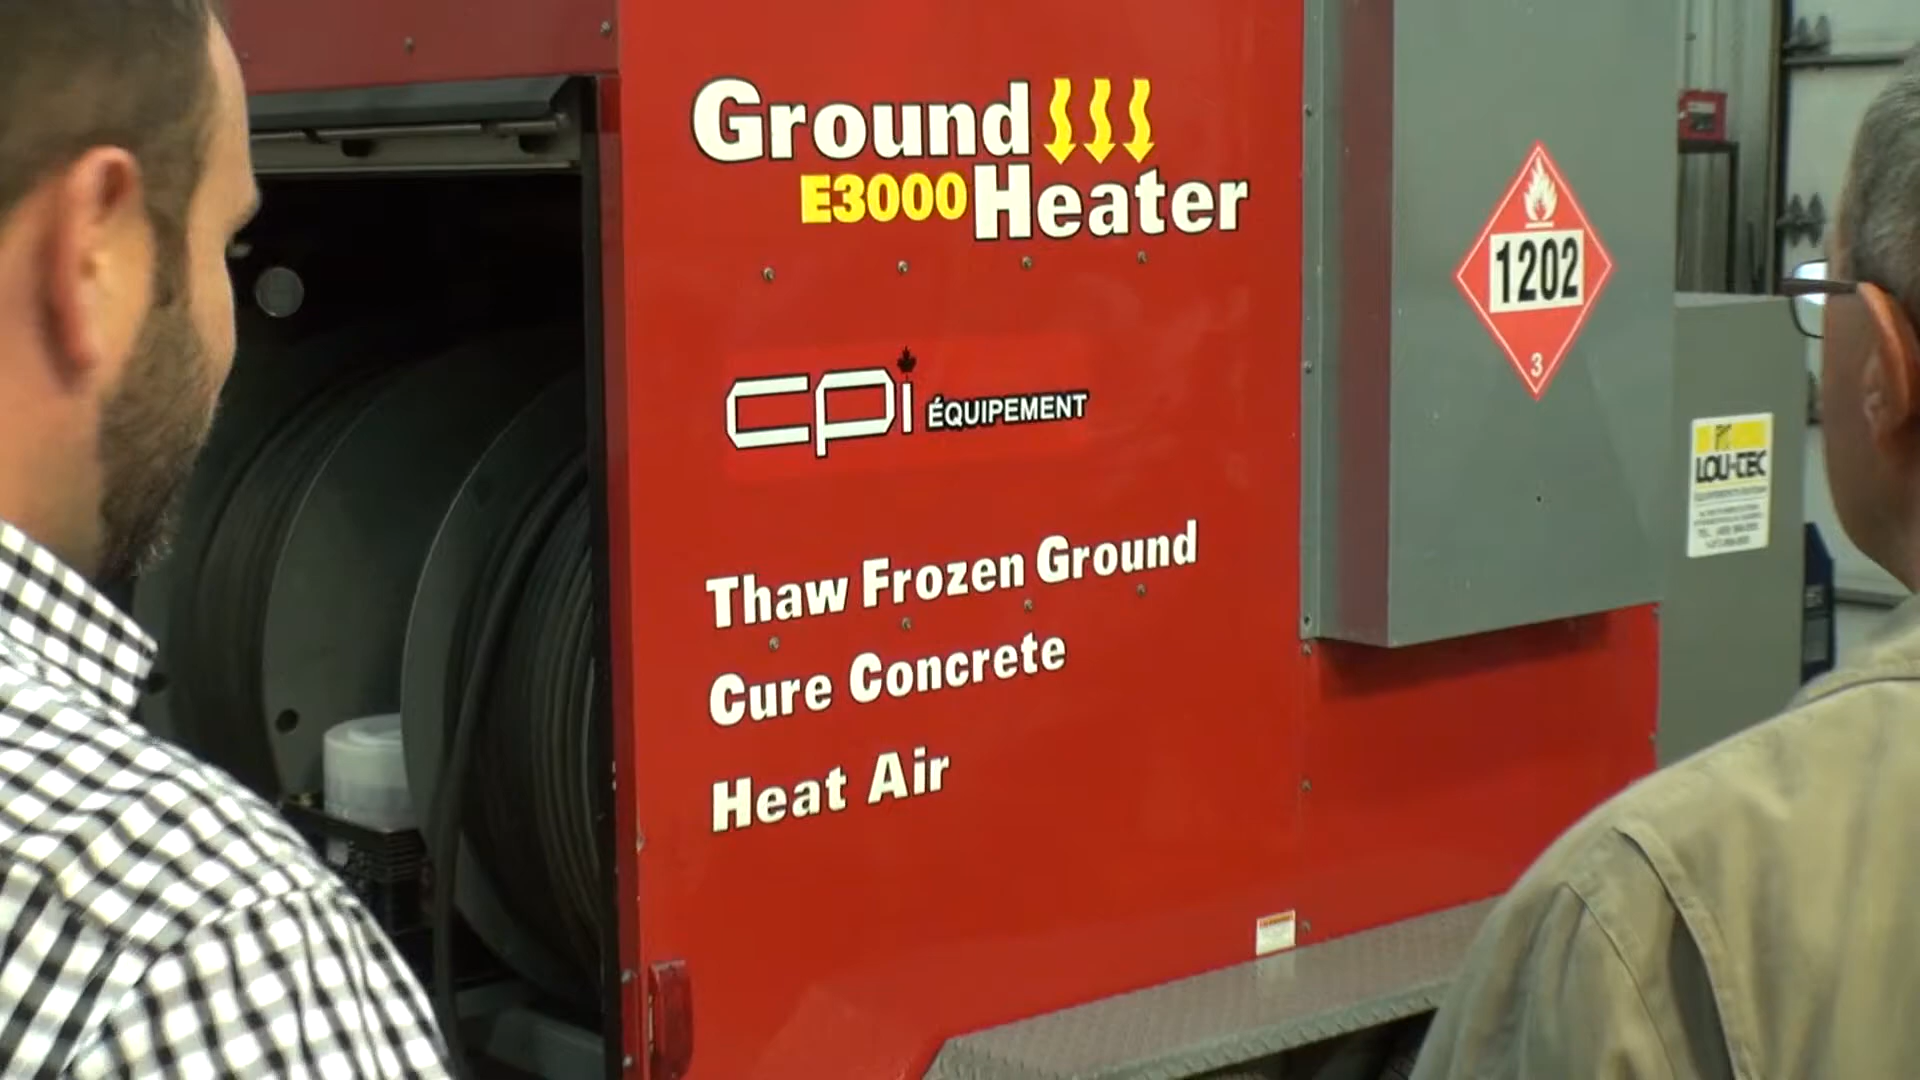 Ground
E3000 Heater
cpi ÉQUIPEMENT
Thaw Frozen Ground
Cure Concrete
Heat Air
1202
3
LOU-TEC